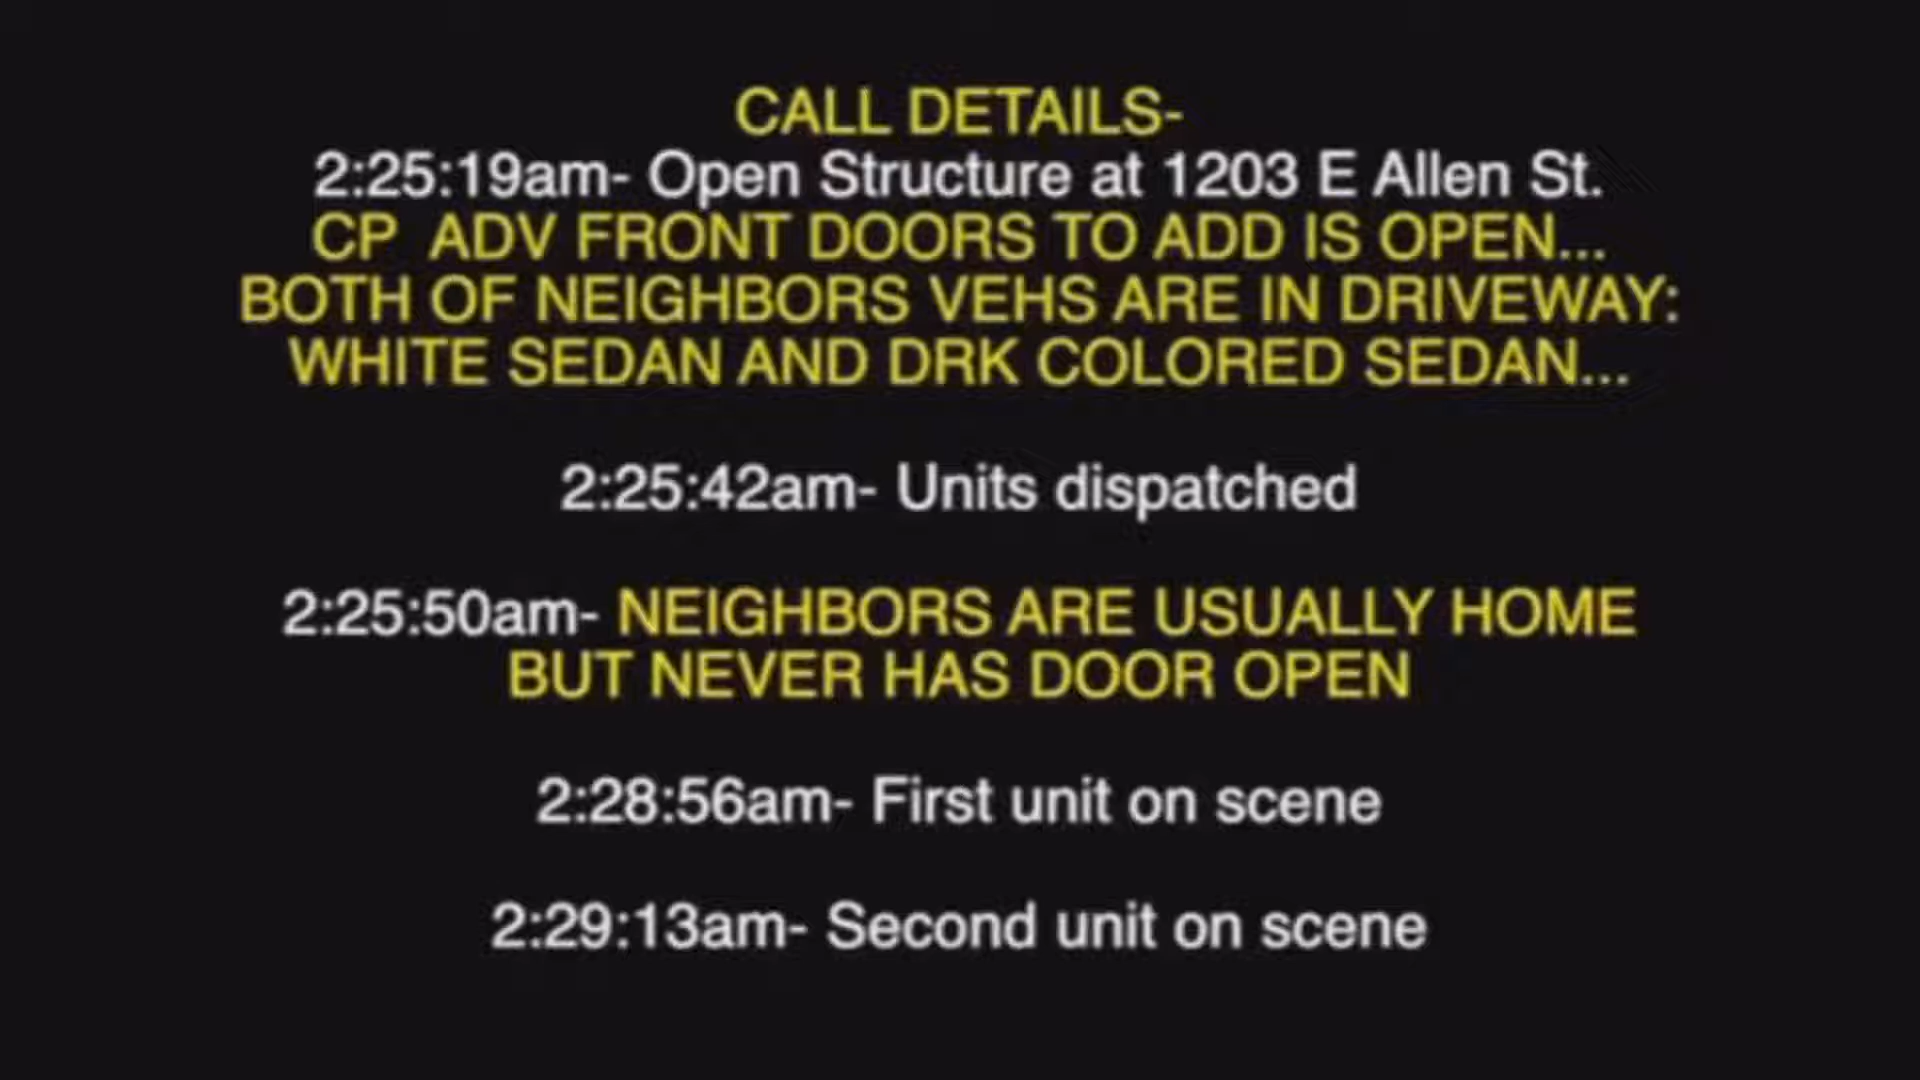 CALL DETAILS-
2:25:19am- Open Structure at 1203 E Allen St.
CP ADV FRONT DOORS TO ADD IS OPEN...
BOTH OF NEIGHBORS VEHS ARE IN DRIVEWAY:
WHITE SEDAN AND DRK COLORED SEDAN...
2:25:42am- Units dispatched
2:25:50am- NEIGHBORS ARE USUALLY HOME
BUT NEVER HAS DOOR OPEN
2:28:56am- First unit on scene
2:29:13am- Second unit on scene